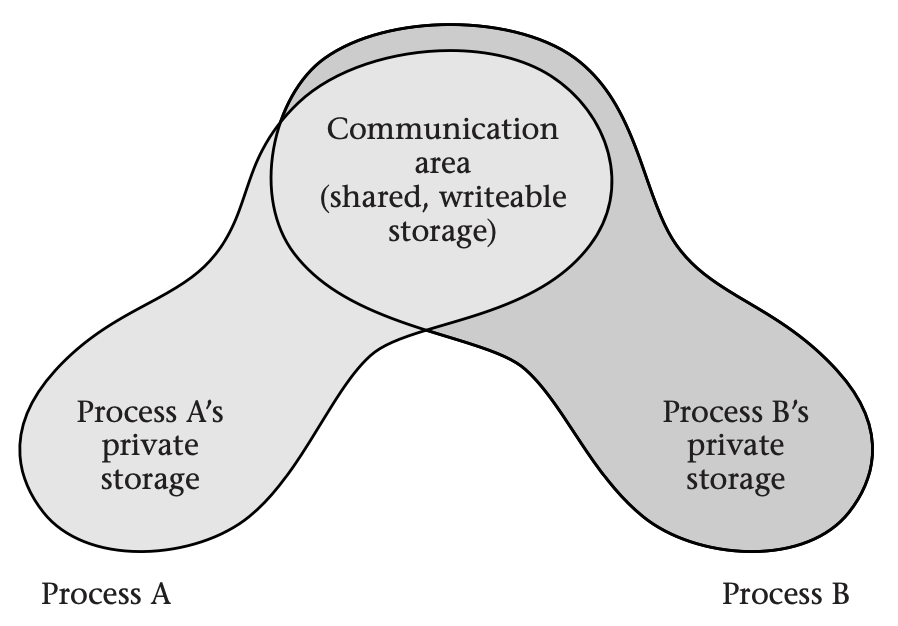 Communication
area
(shared, writeable
storage)
Process A’s
private
storage
Process B’s
private
storage
Process A
Process B